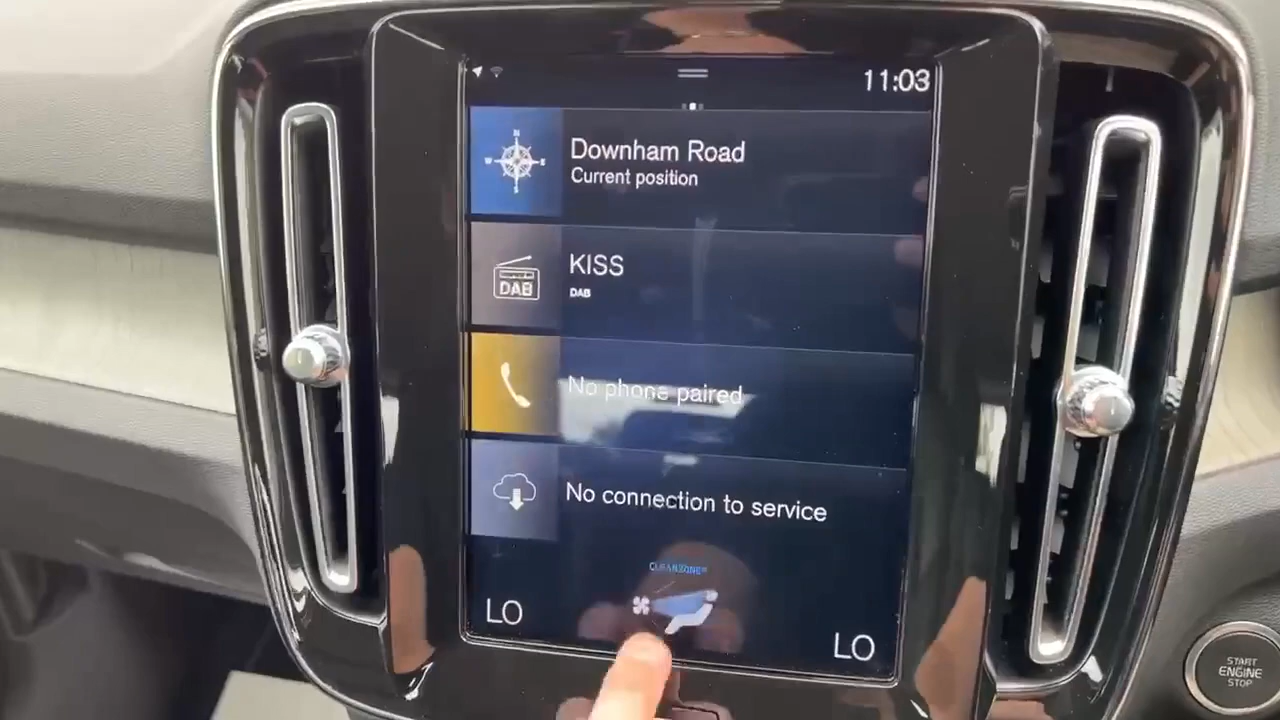 11:03
N
W E
S
Downham Road
Current position
KISS
DAB
DAB
No phone paired
No connection to service
CLEANZONE
LO
LO
START
ENGINE
STOP